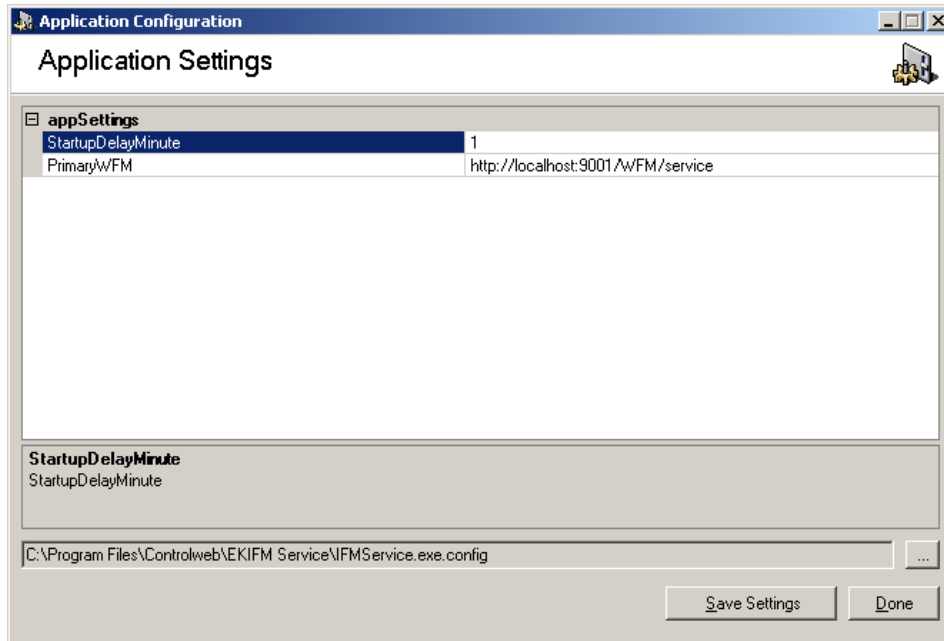 Application Configuration
Application Settings
appSettings
StartupDelayMinute 1
PrimaryWFM http://localhost:9001/WFM/service
StartupDelayMinute
StartupDelayMinute
C:\Program Files\Controlweb\EKIFM Service\IFMService.exe.config
...
Save Settings Done